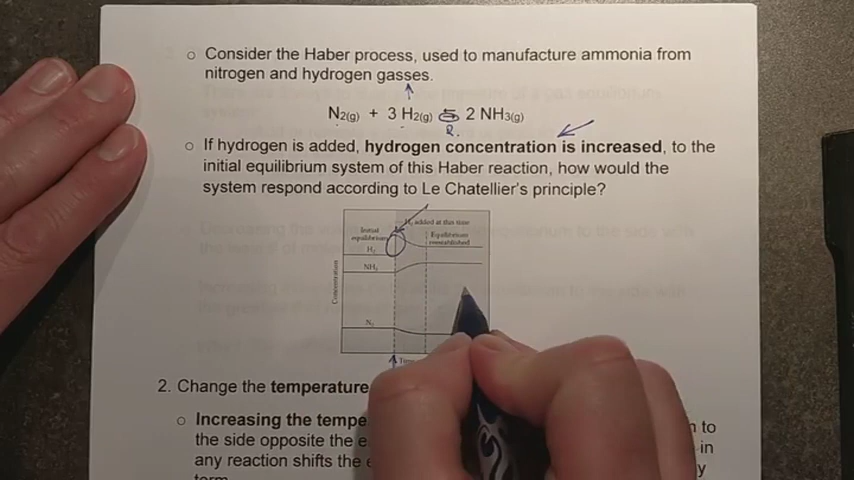 Consider the Haber process, used to manufacture ammonia from
nitrogen and hydrogen gasses.
N2(g) + 3 H2(g) ⇋ 2 NH3(g)
If hydrogen is added, hydrogen concentration is increased, to the
initial equilibrium system of this Haber reaction, how would the
system respond according to Le Chatellier's principle?
added at this time
Initial
equilibrium
Equilibrium
reestablished
H2
NH3
Concentration
N2
2. Change the temperature
Increasing the tempe
n to
the side opposite the e
in
any reaction shifts the e
y